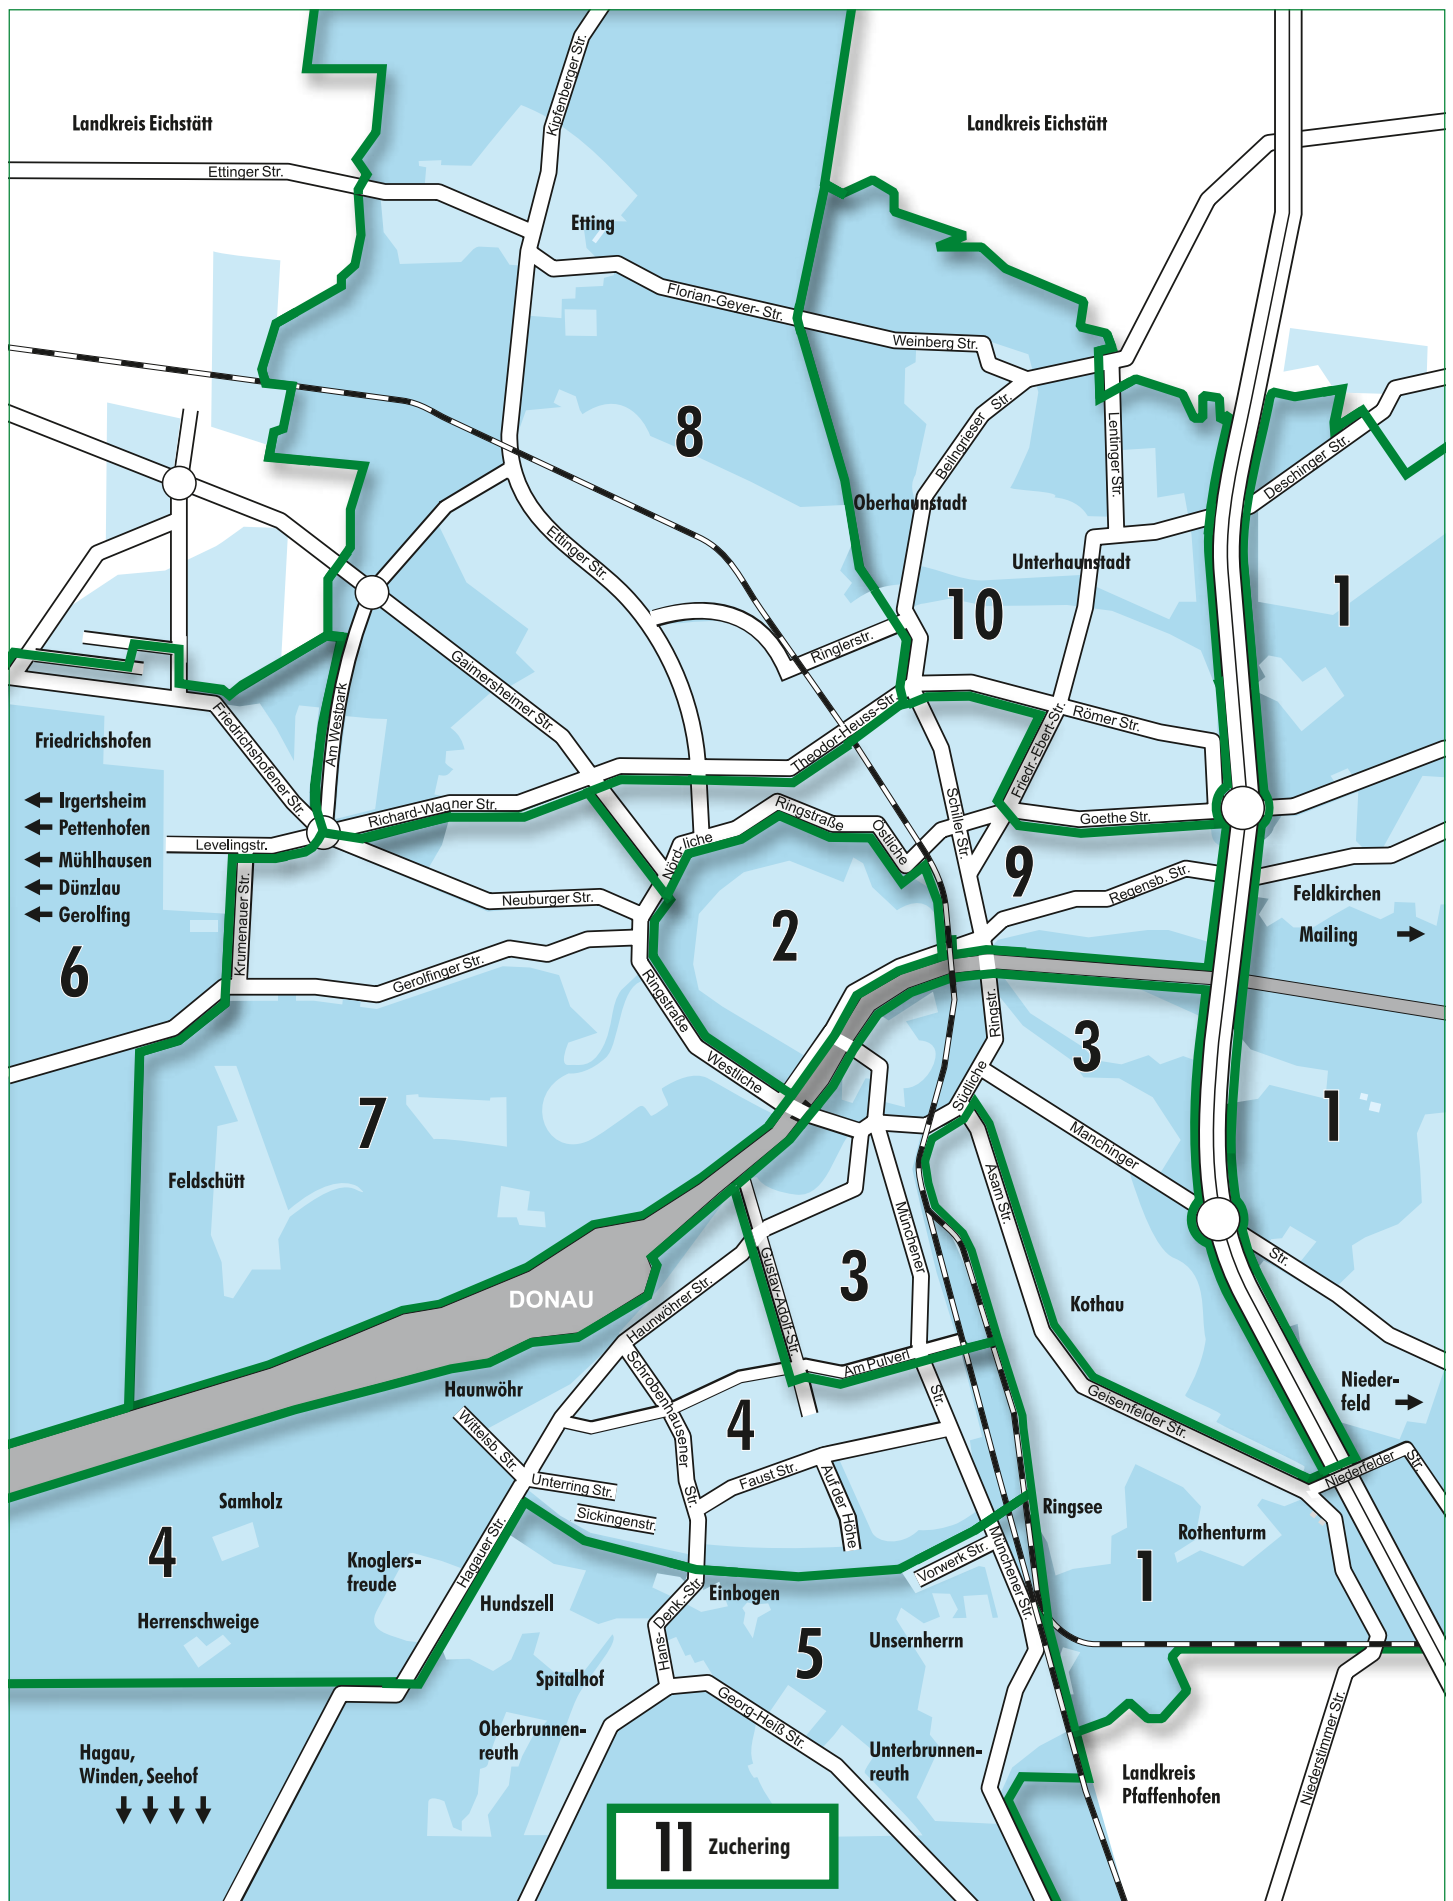 Landkreis Eichstätt
Landkreis Eichstätt
Kipfenberger Str.
Ettinger Str.
Etting
Florian-Geyer- Str.
Weinberg Str.
8
Beilngrieser Str.
Lentinger Str.
Deschinger Str.
Oberhaunstadt
Ettinger Str.
Unterhaunstadt
10
1
Ringlerstr.
Gaimersheimer Str.
Am Westpark
Friedrichshofener Str.
Theodor-Heuss-Str.
Friedr.-Ebert-Str.
Römer Str.
Friedrichshofen
Irgertsheim
Pettenhofen
Mühlhausen
Dünzlau
Gerolfing
6
Richard-Wagner Str.
Levelingstr.
Ringstraße
Nörd-liche
Östliche
Schiller Str.
Goethe Str.
9
Regensb. Str.
Krumenauer Str.
Neuburger Str.
Gerolfinger Str.
2
Feldkirchen
Mailing
Ringstraße
Westliche
Ringstr.
Südliche
3
1
7
Feldschütt
Manchinger
Str.
Asam Str.
Münchener
Str.
3
Gustav-Adolf-Str.
Haunwöhrer Str.
DONAU
Kothau
Am Pulverl
Schrobenhausener
Str.
Haunwöhr
Geisenfelder Str.
Nieder-
feld
4
Wittelsb. Str.
Unterring Str.
Sickingenstr.
Faust Str.
Auf der Höhe
Niederfelder
Str.
Samholz
4
Ringsee
Rothenturm
Knoglers-
freude
Hagauer Str.
Vorwerk Str.
Münchener Str.
1
Herrenschweige
Hundszell
Einbogen
Hans-
Denk.-Str.
5
Unsernherrn
Spitalhof
Georg-Heiß Str.
Oberbrunnen-
reuth
Unterbrunnen-
reuth
Niederstimmer Str.
Hagau,
Winden, Seehof
Landkreis
Pfaffenhofen
11 Zuchering